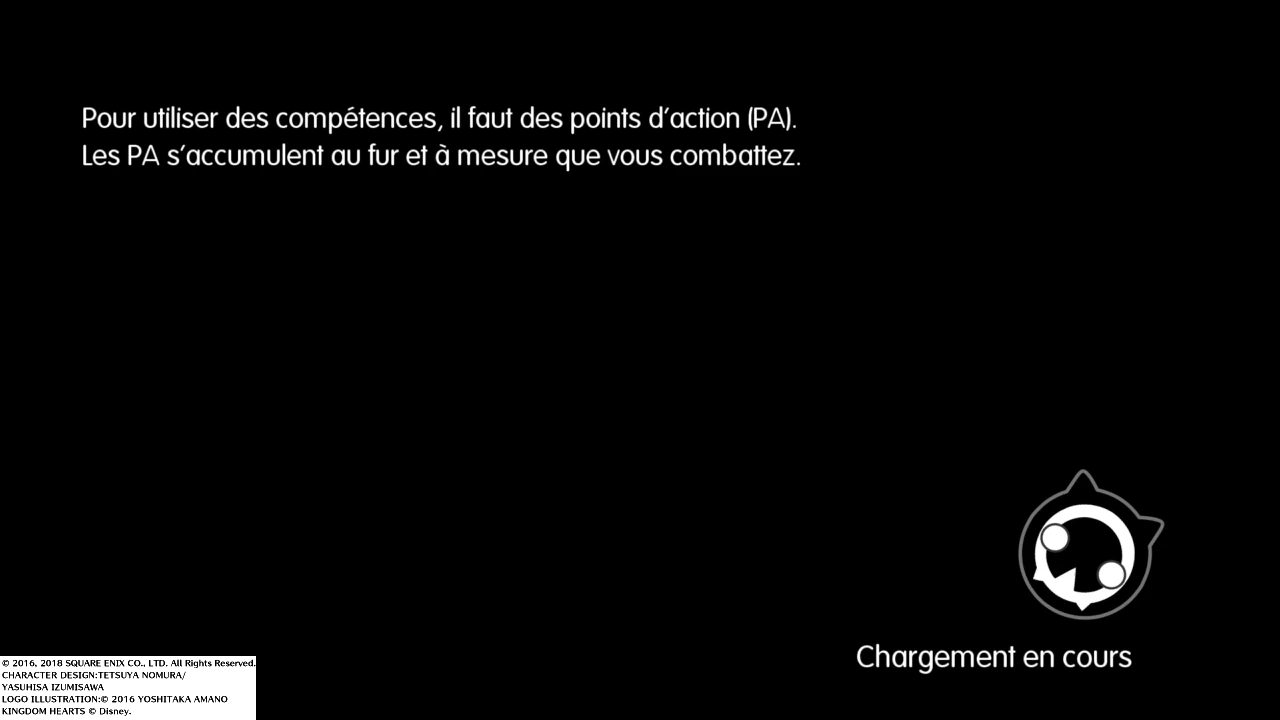 Pour utiliser des compétences, il faut des points d'action (PA).
Les PA s'accumulent au fur et à mesure que vous combattez.
Chargement en cours
© 2016, 2018 SQUARE ENIX CO., LTD. All Rights Reserved.
CHARACTER DESIGN:TETSUYA NOMURA/
YASUHISA IZUMISAWA
LOGO ILLUSTRATION:© 2016 YOSHITAKA AMANO
KINGDOM HEARTS © Disney.